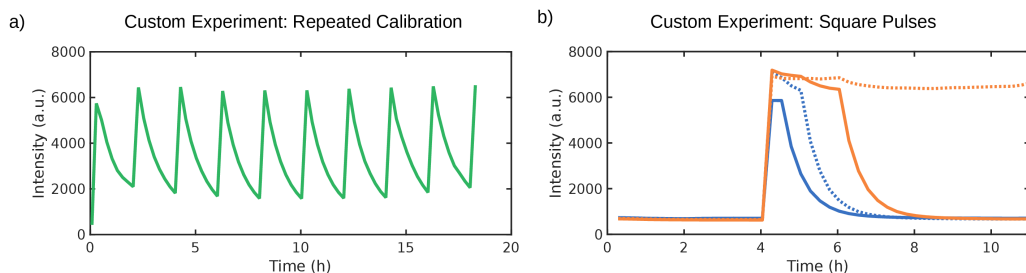 a)
Custom Experiment: Repeated Calibration
8000
6000
4000
2000
0
Intensity (a.u.)
0 5 10 15 20
Time (h)
b)
Custom Experiment: Square Pulses
8000
6000
4000
2000
0
Intensity (a.u.)
0 2 4 6 8 10
Time (h)